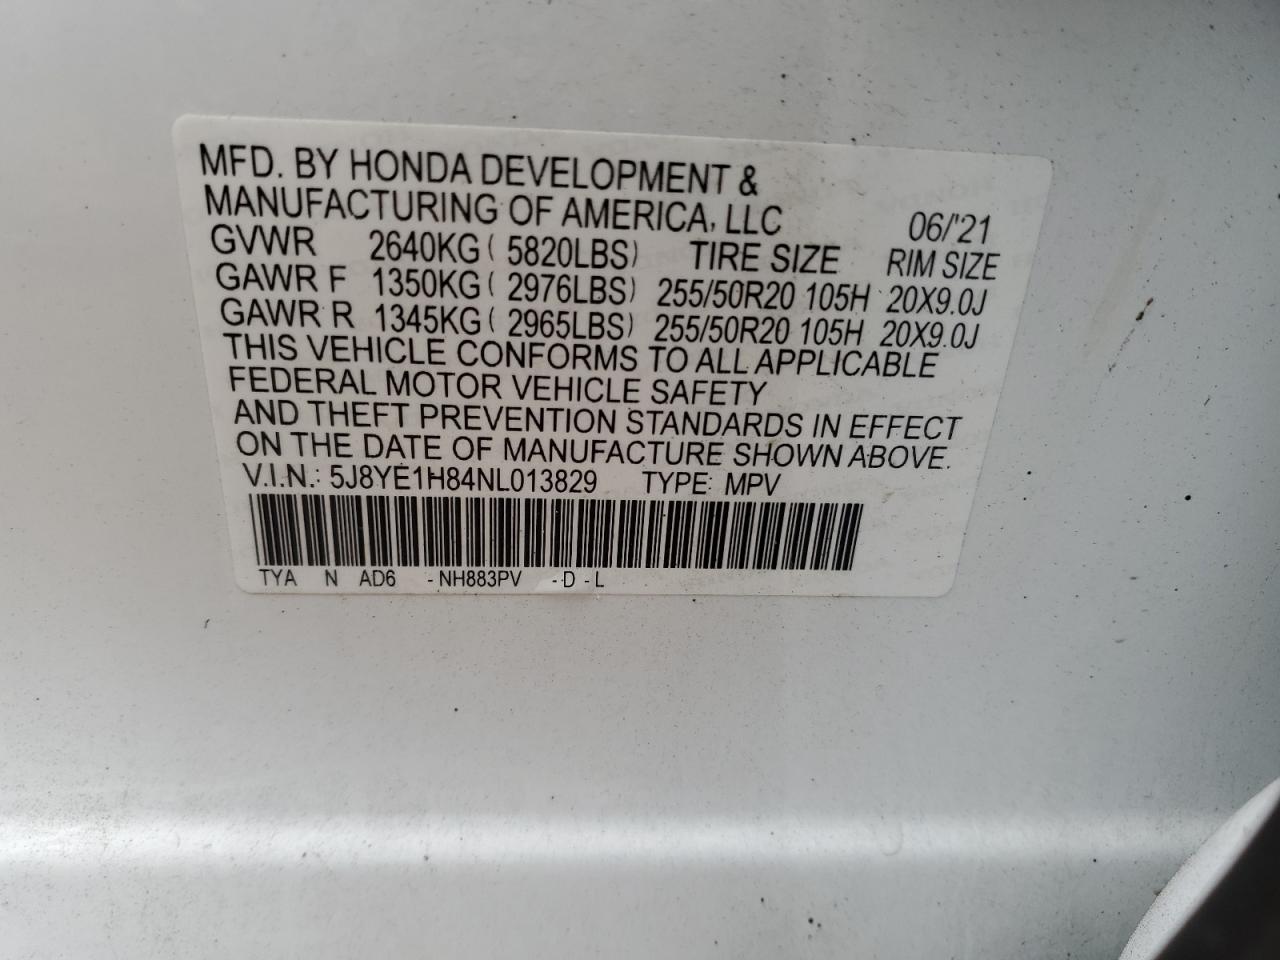 MFD. BY HONDA DEVELOPMENT &
MANUFACTURING OF AMERICA, LLC 06/'21
GVWR 2640KG ( 5820LBS) TIRE SIZE RIM SIZE
GAWR F 1350KG ( 2976LBS) 255/50R20 105H 20X9.0J
GAWR R 1345KG ( 2965LBS) 255/50R20 105H 20X9.0J
THIS VEHICLE CONFORMS TO ALL APPLICABLE
FEDERAL MOTOR VEHICLE SAFETY
AND THEFT PREVENTION STANDARDS IN EFFECT
ON THE DATE OF MANUFACTURE SHOWN ABOVE.
V.I.N.: 5J8YE1H84NL013829 TYPE: MPV
TYA N AD6 -NH883PV -D -L